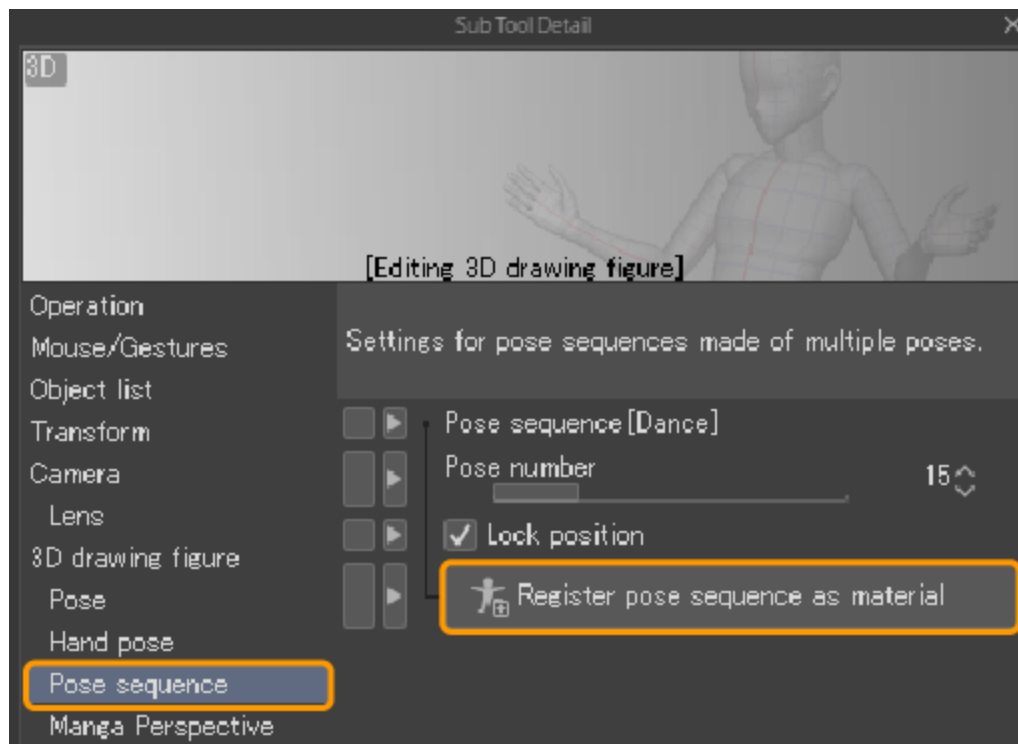 Sub Tool Detail
3D
[Editing 3D drawing figure]
Operation
Mouse/Gestures
Object list
Transform
Camera
Lens
3D drawing figure
Pose
Hand pose
Pose sequence
Manga Perspective
Settings for pose sequences made of multiple poses.
Pose sequence[Dance]
Pose number 15
Lock position
Register pose sequence as material